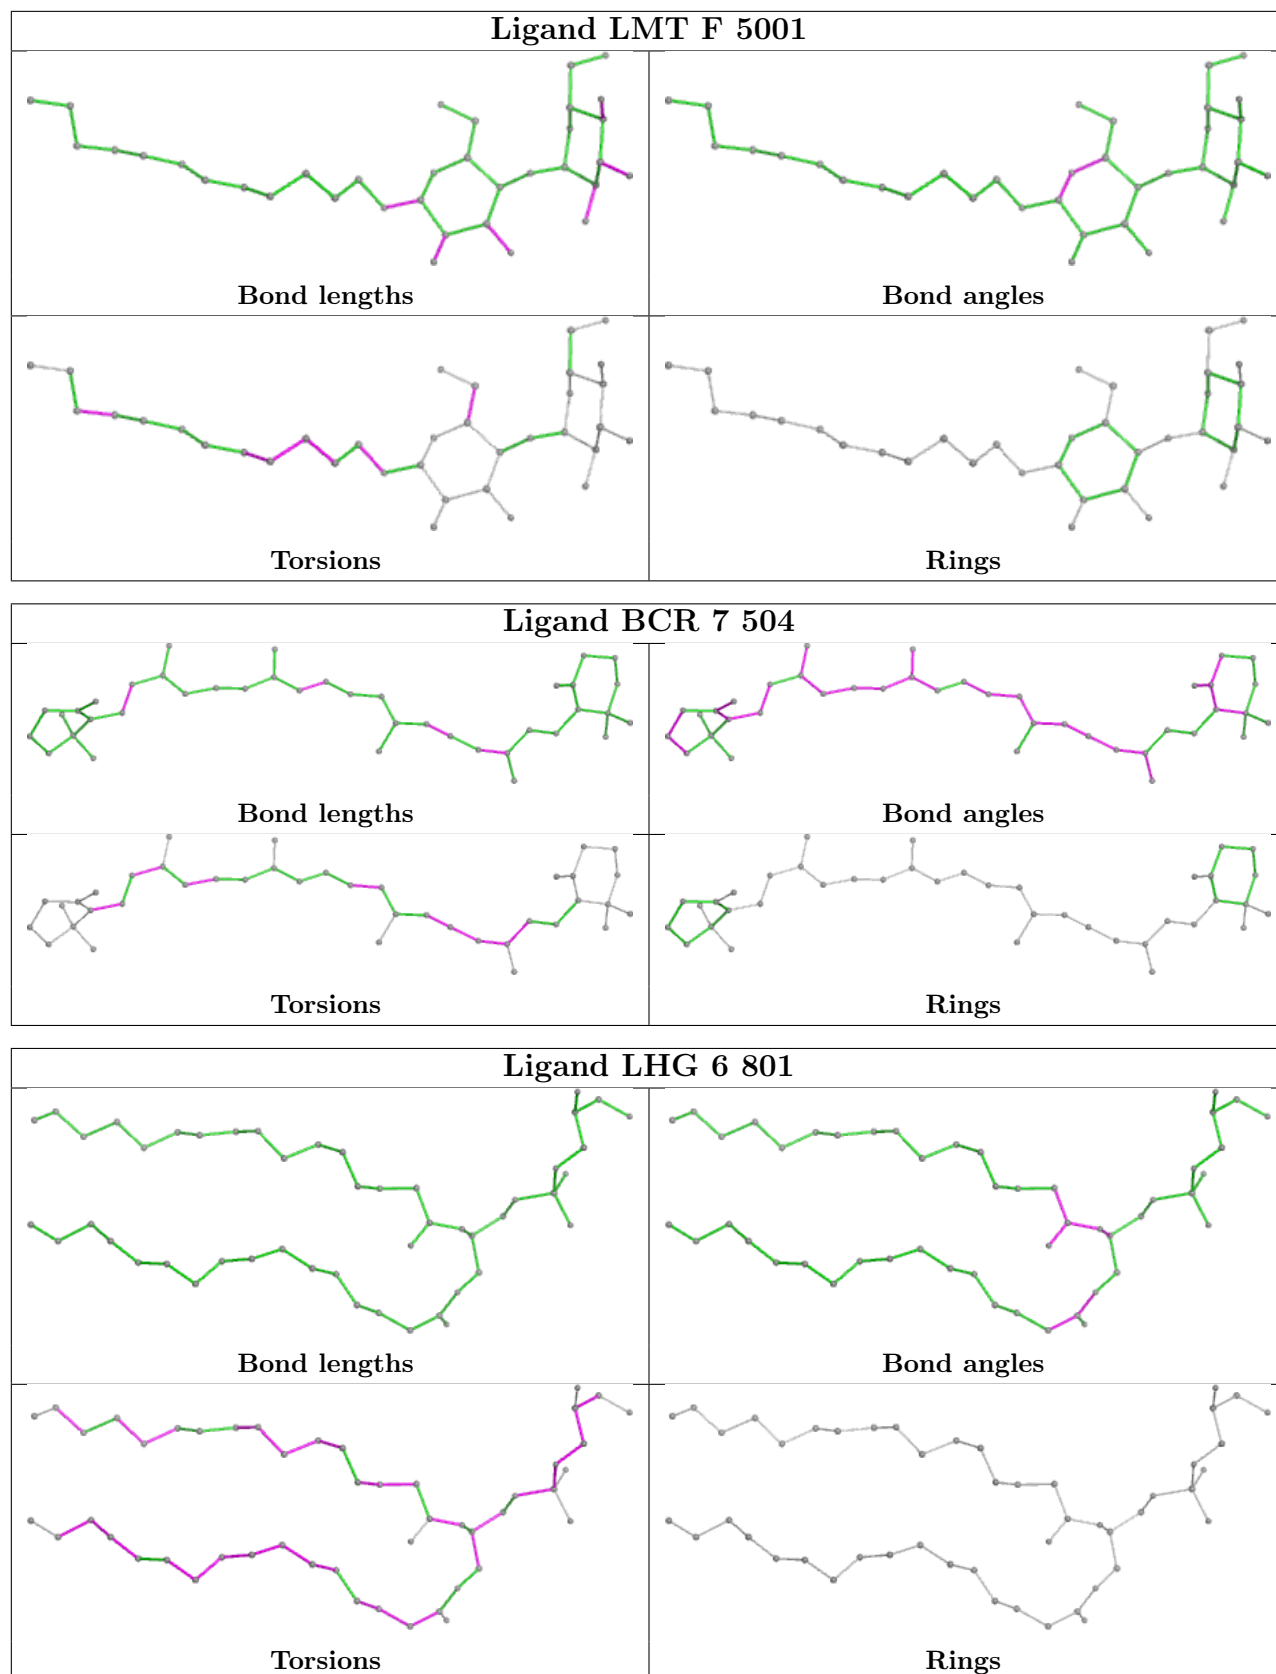 Ligand LMT F 5001
Bond lengths
Bond angles
Torsions
Rings
Ligand BCR 7 504
Bond lengths
Bond angles
Torsions
Rings
Ligand LHG 6 801
Bond lengths
Bond angles
Torsions
Rings